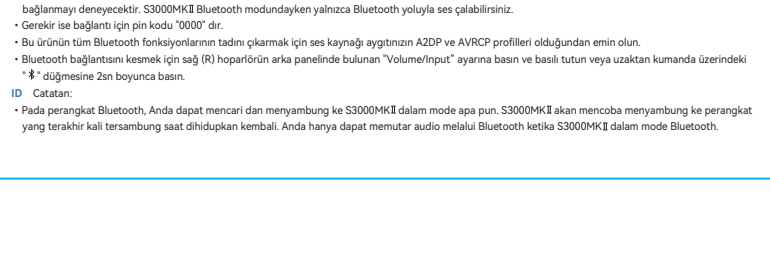 bağlanmayı deneyecektir. S3000MKⅡ Bluetooth modundayken yalnızca Bluetooth yoluyla ses çalabilirsiniz.
• Gerekir ise bağlantı için pin kodu "0000" dır.
• Bu ürünün tüm Bluetooth fonksiyonlarının tadını çıkarmak için ses kaynağı aygıtınızın A2DP ve AVRCP profilleri olduğundan emin olun.
• Bluetooth bağlantısını kesmek için sağ (R) hoparlörün arka panelinde bulunan "Volume/Input" ayarına basın ve basılı tutun veya uzaktan kumanda üzerindeki
" " düğmesine 2sn boyunca basın.
ID Catatan:
• Pada perangkat Bluetooth, Anda dapat mencari dan menyambung ke S3000MKⅡ dalam mode apa pun. S3000MKⅡ akan mencoba menyambung ke perangkat
yang terakhir kali tersambung saat dihidupkan kembali. Anda hanya dapat memutar audio melalui Bluetooth ketika S3000MKⅡ dalam mode Bluetooth.